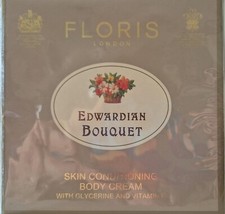 FLORIS
LONDON
EDWARDIAN
BOUQUET
SKIN CONDITIONING
BODY CREAM
WITH GLYCERINE AND VITAMIN